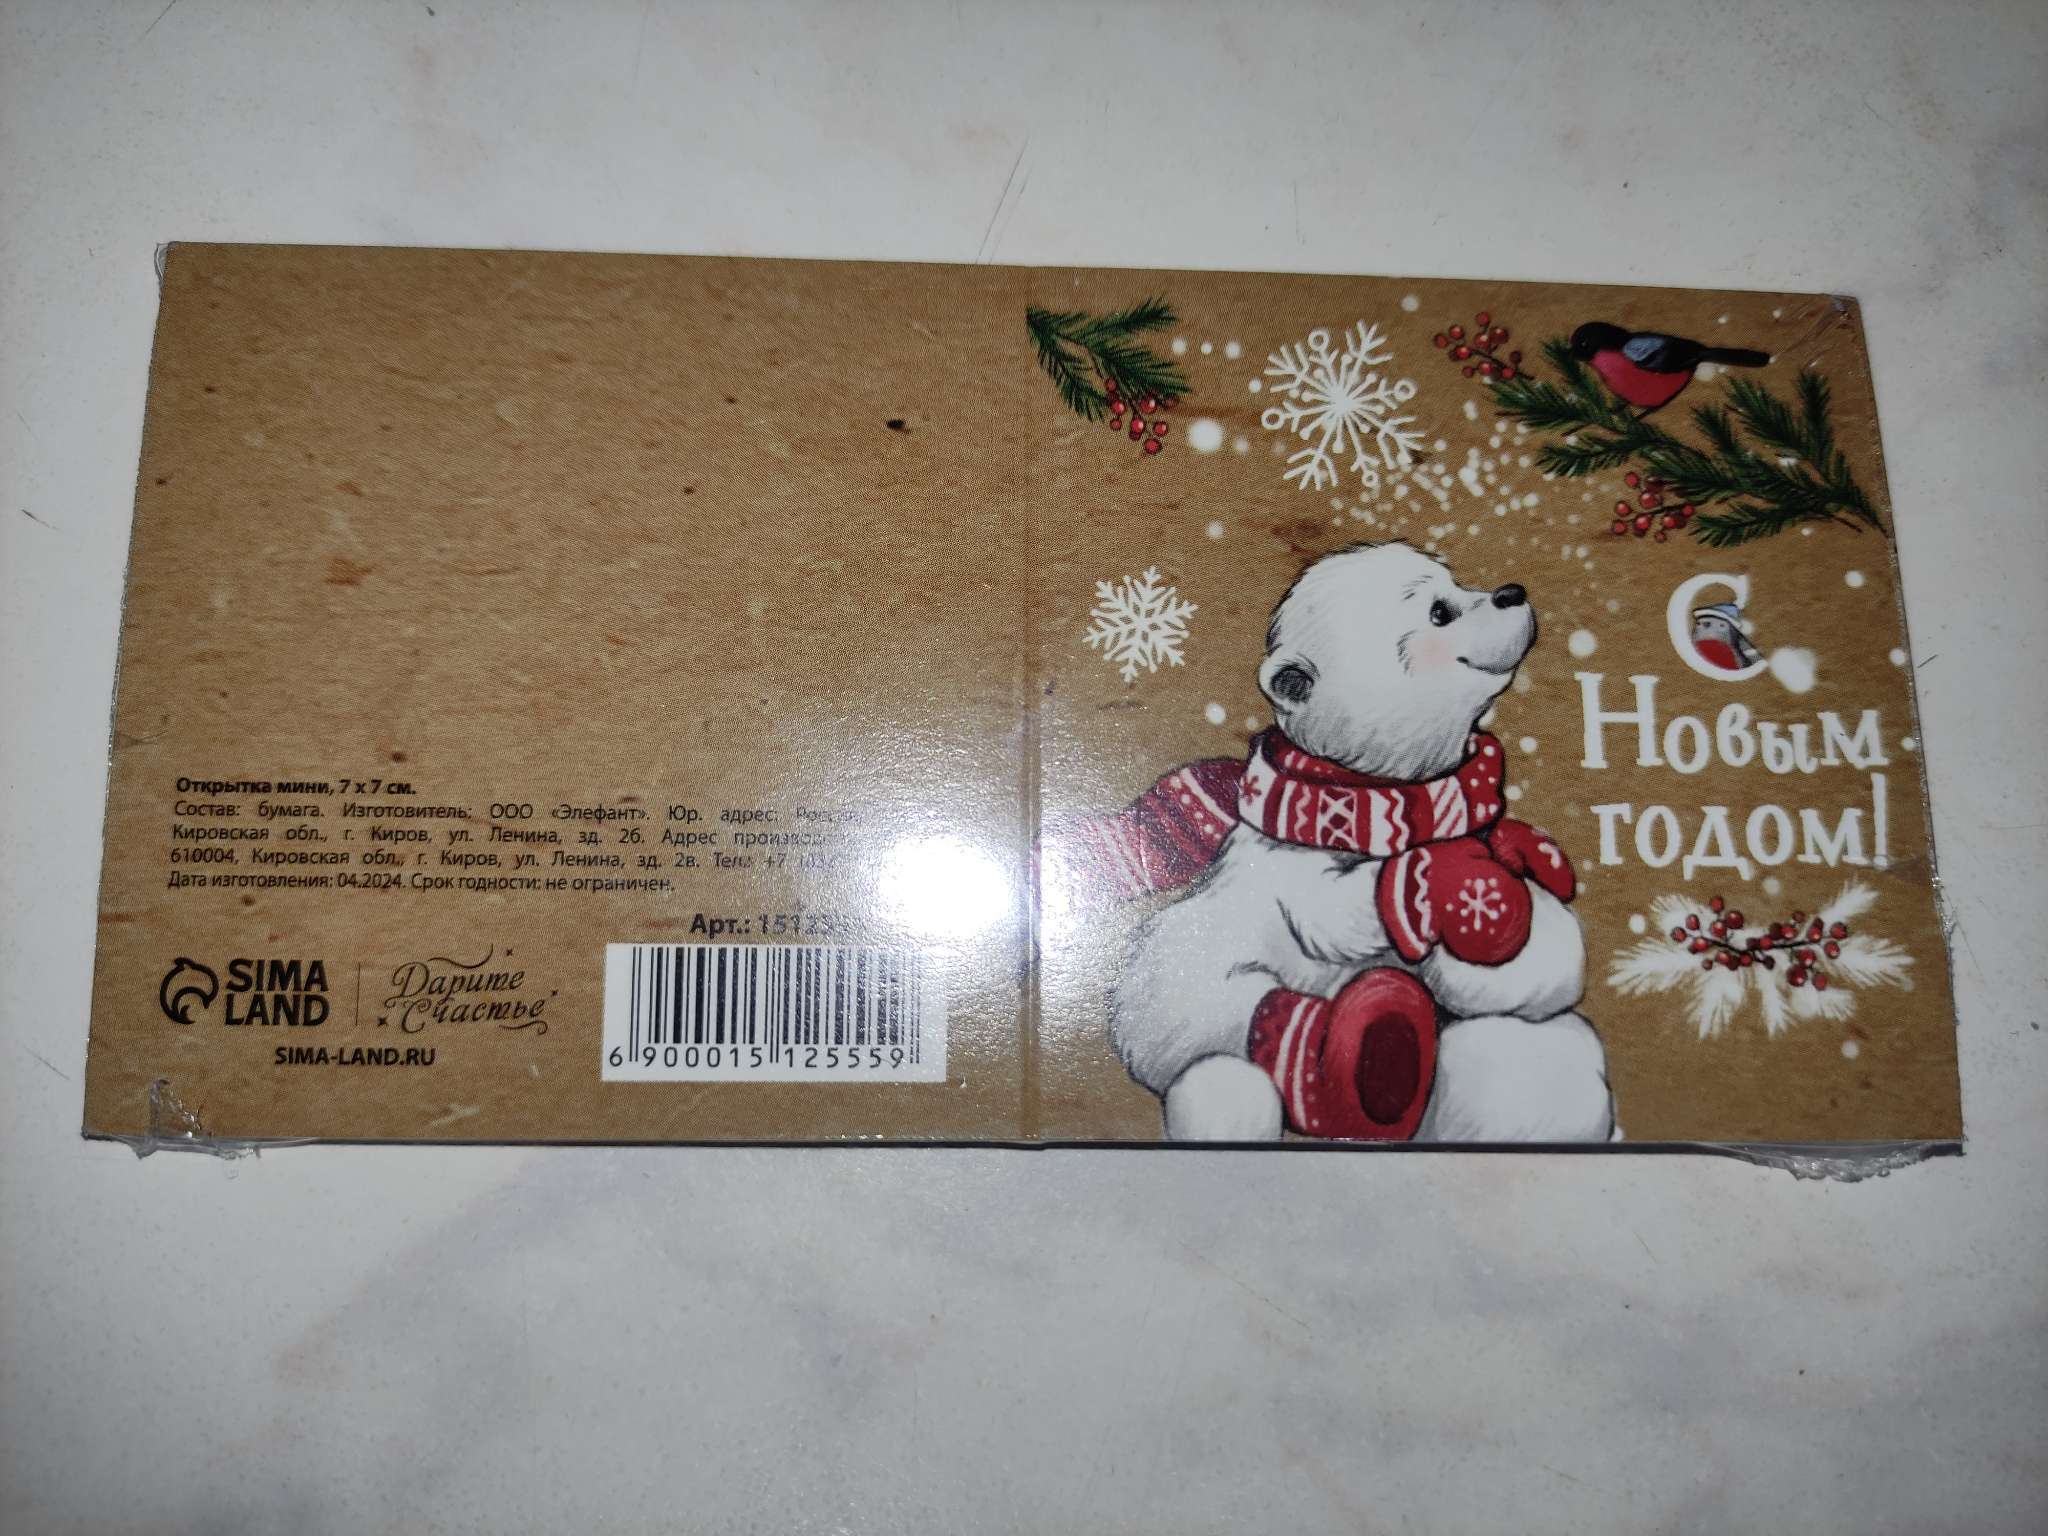 Открытка мини, 7 x 7 см.
Состав: бумага. Изготовитель: ООО «Элефант». Юр. адрес: Россия,
Кировская обл., г. Киров, ул. Ленина, зд. 2б. Адрес
610004, Кировская обл., г. Киров, ул. Ленина, зд. 2в. Тел.: +7
Дата изготовления: 04.2024. Срок годности: не ограничен.
Арт.:
SIMA
LAND
Дарите
Счастье
SIMA-LAND.RU
6 900015 125559
С
Новым
годом!